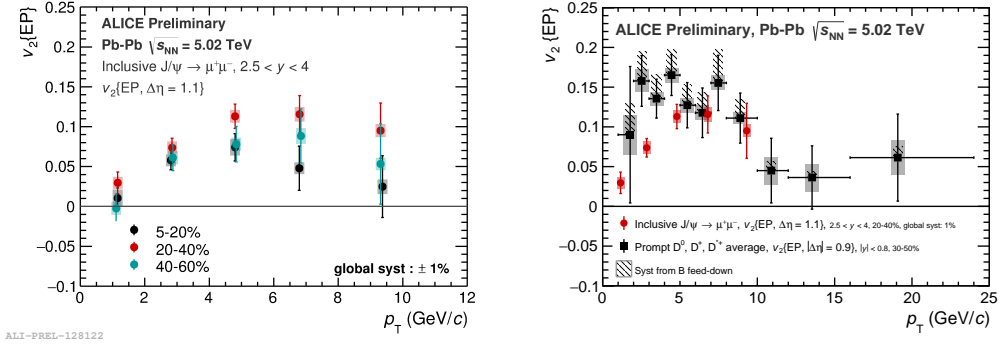 ALICE Preliminary
Pb-Pb √sNN = 5.02 TeV
Inclusive J/ψ → μ⁺μ⁻, 2.5 < y < 4
v₂{EP, Δη = 1.1}
v₂{EP}
0.25
0.2
0.15
0.1
0.05
0
−0.05
−0.1
5-20%
20-40%
40-60%
global syst : ± 1%
0 2 4 6 8 10 12
pT (GeV/c)
ALI-PREL-128122
ALICE Preliminary, Pb-Pb √sNN = 5.02 TeV
v₂ {EP}
0.25
0.2
0.15
0.1
0.05
0
−0.05
−0.1
Inclusive J/ψ → μ⁺μ⁻, v₂{EP, Δη = 1.1}, 2.5 < y < 4, 20-40%, global syst: 1%
Prompt D⁰, D⁺, D*⁺ average, v₂{EP, |Δη| = 0.9}, |y| < 0.8, 30-50%
Syst from B feed-down
0 5 10 15 20 25
pT (GeV/c)